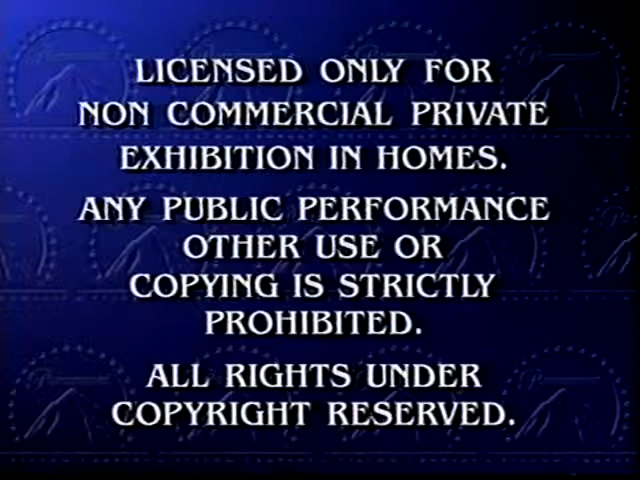 LICENSED ONLY FOR
NON COMMERCIAL PRIVATE
EXHIBITION IN HOMES.
ANY PUBLIC PERFORMANCE
OTHER USE OR
COPYING IS STRICTLY
PROHIBITED.
ALL RIGHTS UNDER
COPYRIGHT RESERVED.